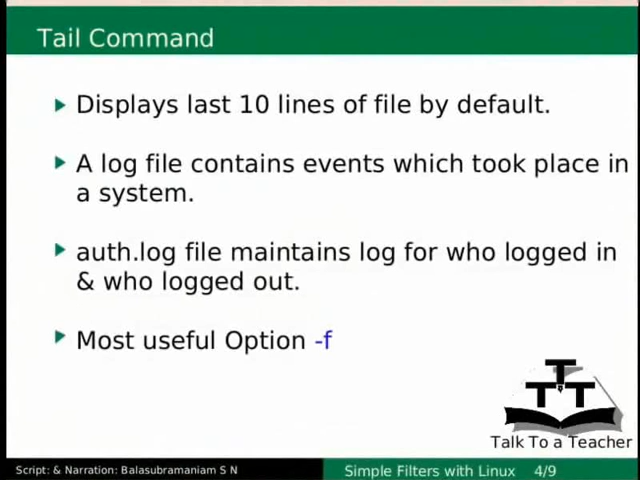 Tail Command
Displays last 10 lines of file by default.
A log file contains events which took place in
a system.
auth.log file maintains log for who logged in
& who logged out.
Most useful Option -f
T
T T
Talk To a Teacher
Script: & Narration: Balasubramaniam S N
Simple Filters with Linux 4/9